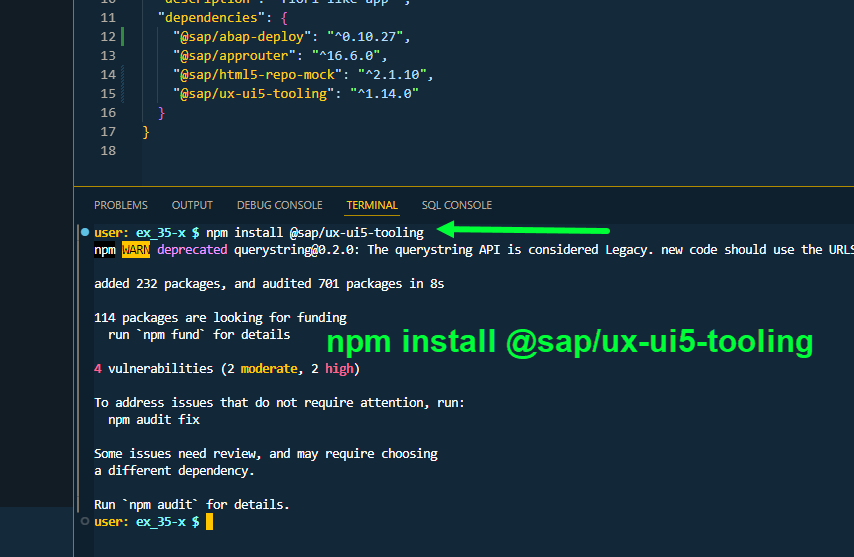 10 "description": "Fiori-like app",
11 "dependencies": {
12 "@sap/abap-deploy": "^0.10.27",
13 "@sap/approuter": "^16.6.0",
14 "@sap/html5-repo-mock": "^2.1.10",
15 "@sap/ux-ui5-tooling": "^1.14.0"
16 }
17 }
18
PROBLEMS OUTPUT DEBUG CONSOLE TERMINAL SQL CONSOLE
user: ex_35-x $ npm install @sap/ux-ui5-tooling
npm WARN deprecated querystring@0.2.0: The querystring API is considered Legacy. new code should use the URLS
added 232 packages, and audited 701 packages in 8s
114 packages are looking for funding
run `npm fund` for details
npm install @sap/ux-ui5-tooling
4 vulnerabilities (2 moderate, 2 high)
To address issues that do not require attention, run:
npm audit fix
Some issues need review, and may require choosing
a different dependency.
Run `npm audit` for details.
user: ex_35-x $